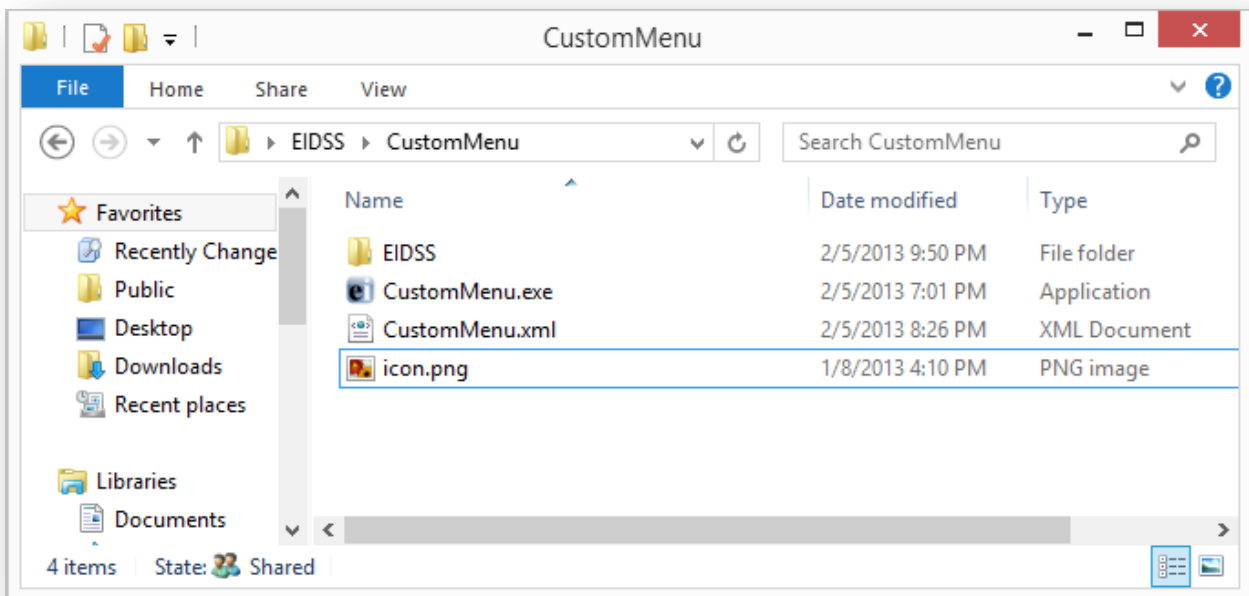 CustomMenu
File Home Share View
EIDSS CustomMenu Search CustomMenu
Name Date modified Type
Favorites
Recently Change
Public
Desktop
Downloads
Recent places
Libraries
Documents
EIDSS 2/5/2013 9:50 PM File folder
CustomMenu.exe 2/5/2013 7:01 PM Application
CustomMenu.xml 2/5/2013 8:26 PM XML Document
icon.png 1/8/2013 4:10 PM PNG image
4 items State: Shared